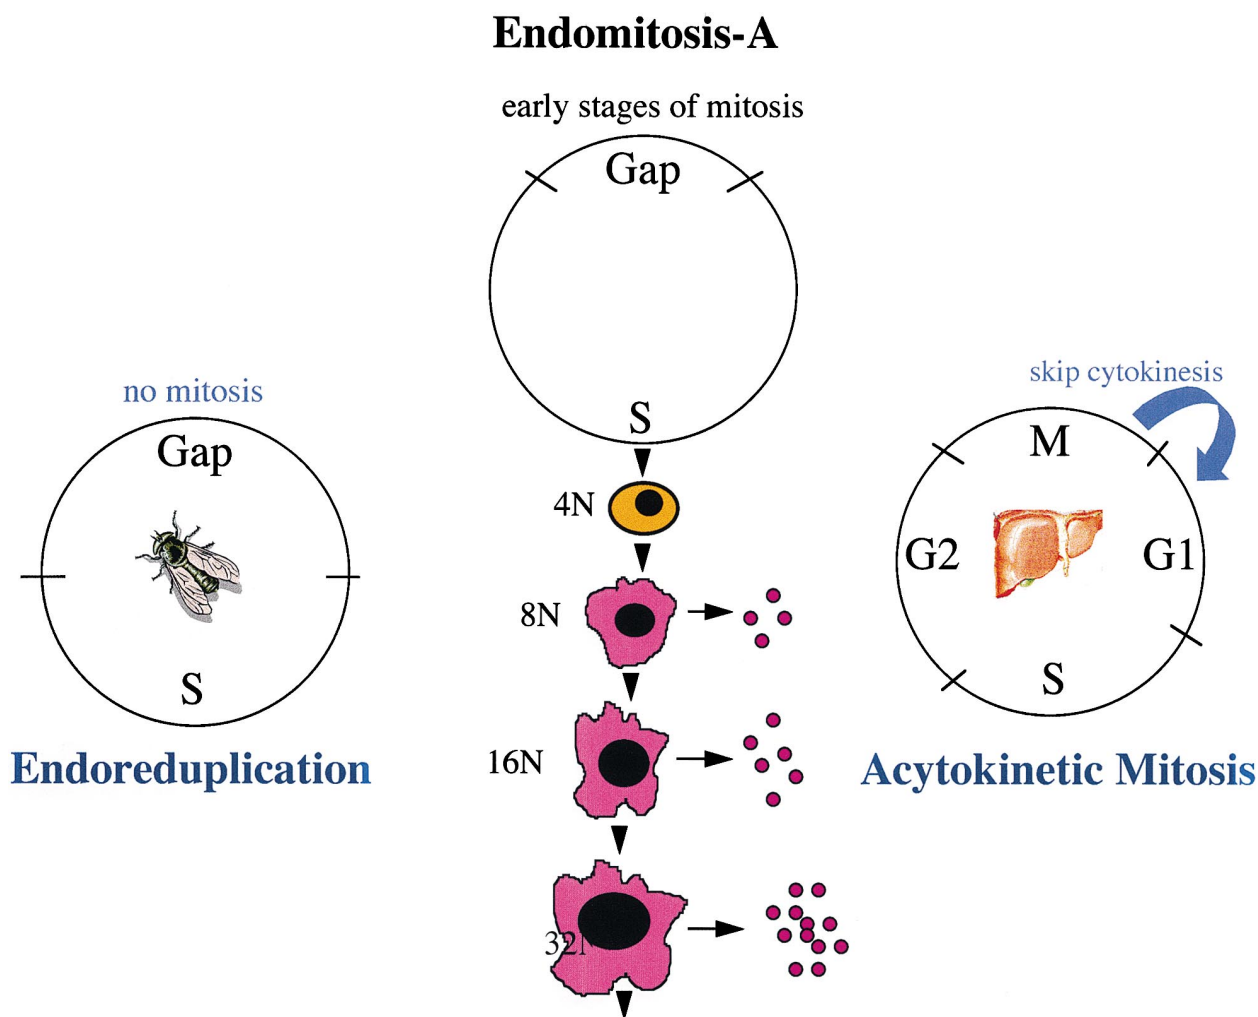 Endomitosis-A
early stages of mitosis
Gap
S
no mitosis
Gap
S
Endoreduplication
4N
8N
16N
32N
skip cytokinesis
M
G2
G1
S
Acytokinetic Mitosis